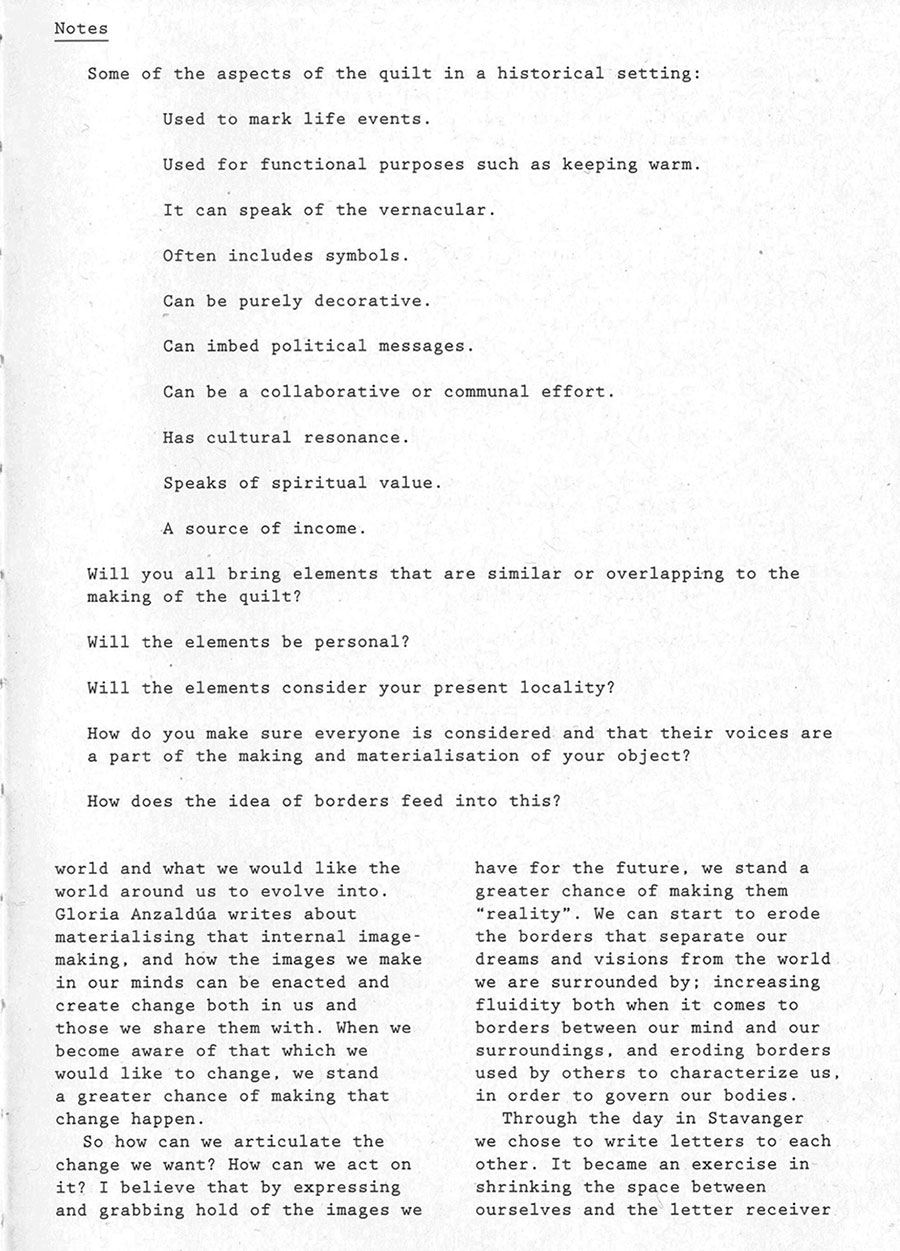 Notes
Some of the aspects of the quilt in a historical setting:
Used to mark life events.
Used for functional purposes such as keeping warm.
It can speak of the vernacular.
Often includes symbols.
Can be purely decorative.
Can imbed political messages.
Can be a collaborative or communal effort.
Has cultural resonance.
Speaks of spiritual value.
A source of income.
Will you all bring elements that are similar or overlapping to the
making of the quilt?
Will the elements be personal?
Will the elements consider your present locality?
How do you make sure everyone is considered and that their voices are
a part of the making and materialisation of your object?
How does the idea of borders feed into this?
world and what we would like the
world around us to evolve into.
Gloria Anzaldúa writes about
materialising that internal image-
making, and how the images we make
in our minds can be enacted and
create change both in us and
those we share them with. When we
become aware of that which we
would like to change, we stand
a greater chance of making that
change happen.
So how can we articulate the
change we want? How can we act on
it? I believe that by expressing
and grabbing hold of the images we
have for the future, we stand a
greater chance of making them
“reality”. We can start to erode
the borders that separate our
dreams and visions from the world
we are surrounded by; increasing
fluidity both when it comes to
borders between our mind and our
surroundings, and eroding borders
used by others to characterize us,
in order to govern our bodies.
Through the day in Stavanger
we chose to write letters to each
other. It became an exercise in
shrinking the space between
ourselves and the letter receiver